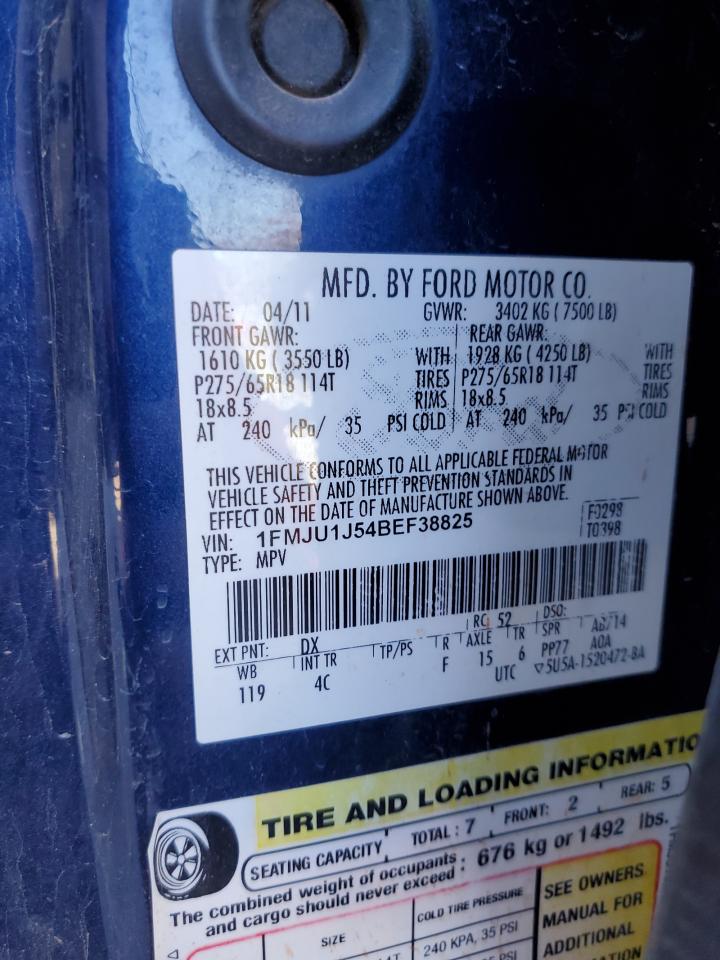 MFD. BY FORD MOTOR CO.
DATE: 04/11 GVWR: 3402 KG ( 7500 LB)
FRONT GAWR: REAR GAWR:
1610 KG ( 3550 LB) WITH 1928 KG ( 4250 LB) WITH
P275/65R18 114T TIRES P275/65R18 114T TIRES
18x8.5 RIMS 18x8.5 RIMS
AT 240 kPa/ 35 PSI COLD AT 240 kPa/ 35 PSI COLD
THIS VEHICLE CONFORMS TO ALL APPLICABLE FEDERAL MOTOR
VEHICLE SAFETY AND THEFT PREVENTION STANDARDS IN
EFFECT ON THE DATE OF MANUFACTURE SHOWN ABOVE.
VIN: 1FMJU1J54BEF38825 F0298
TYPE: MPV T0398
EXT PNT: DX RC: 52 DSO:
WB INT TR TP/PS R AXLE TR SPR AB/14
119 4C F 15 6 PP77 A0A
UTC ▽5U5A-1520472-BA
TIRE AND LOADING INFORMATIO
SEATING CAPACITY TOTAL : 7 FRONT: 2 REAR: 5
The combined weight of occupants : 676 kg or 1492 lbs.
and cargo should never exceed
SIZE COLD TIRE PRESSURE SEE OWNERS
240 KPA, 35 PSI MANUAL FOR
ADDITIONAL